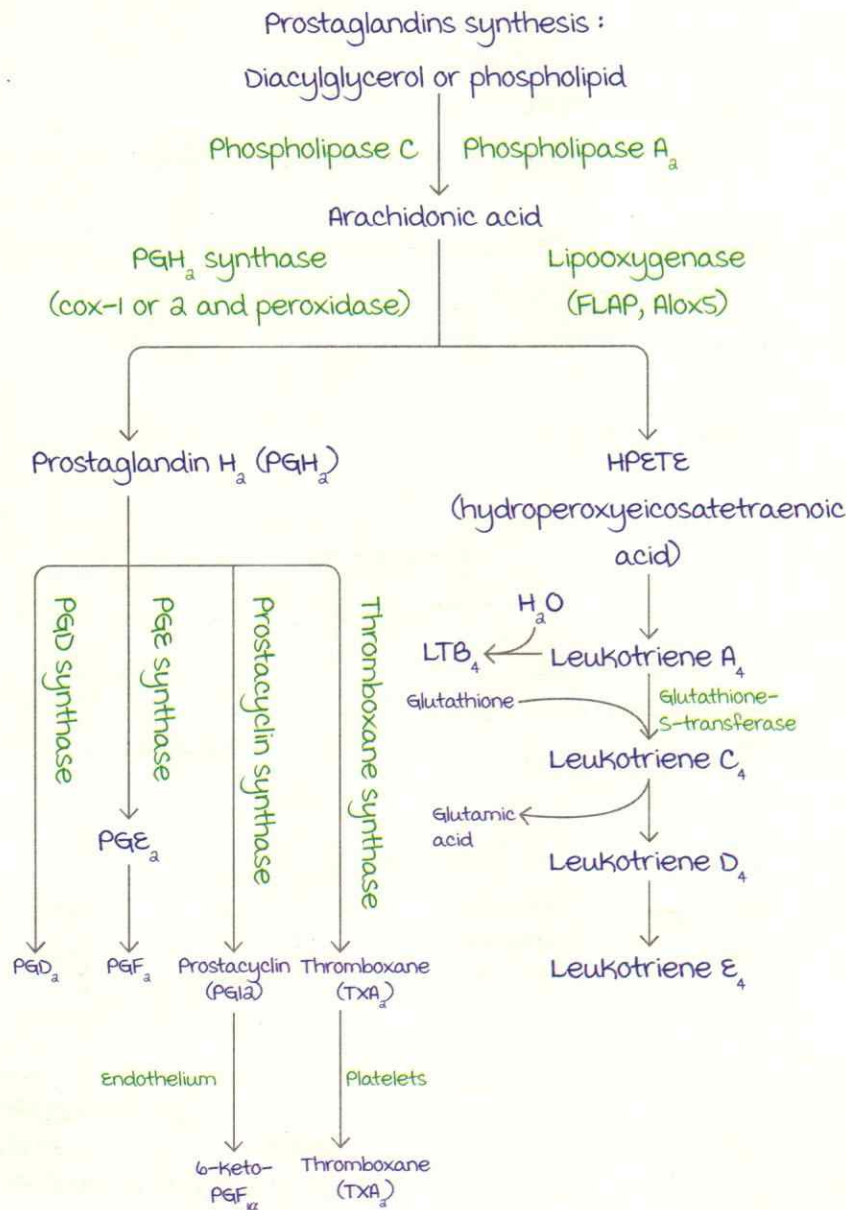 Prostaglandins synthesis :
Diacylglycerol or phospholipid
Phospholipase C
Phospholipase A₂
Arachidonic acid
PGH₂ synthase
(cox-1 or 2 and peroxidase)
Lipooxygenase
(FLAP, Alox5)
Prostaglandin H₂ (PGH₂)
HPETE
(hydroperoxyeicosatetraenoic
acid)
PGD synthase
PGE synthase
Prostacyclin synthase
Thromboxane synthase
H₂O
LTB₄
Leukotriene A₄
Glutathione
Glutathione-
S-transferase
Leukotriene C₄
Glutamic
acid
Leukotriene D₄
Leukotriene E₄
PGE₂
PGD₂
PGF₂
Prostacyclin
(PGI2)
Thromboxane
(TXA₂)
Endothelium
Platelets
6-keto-
PGF₁α
Thromboxane
(TXA₂)